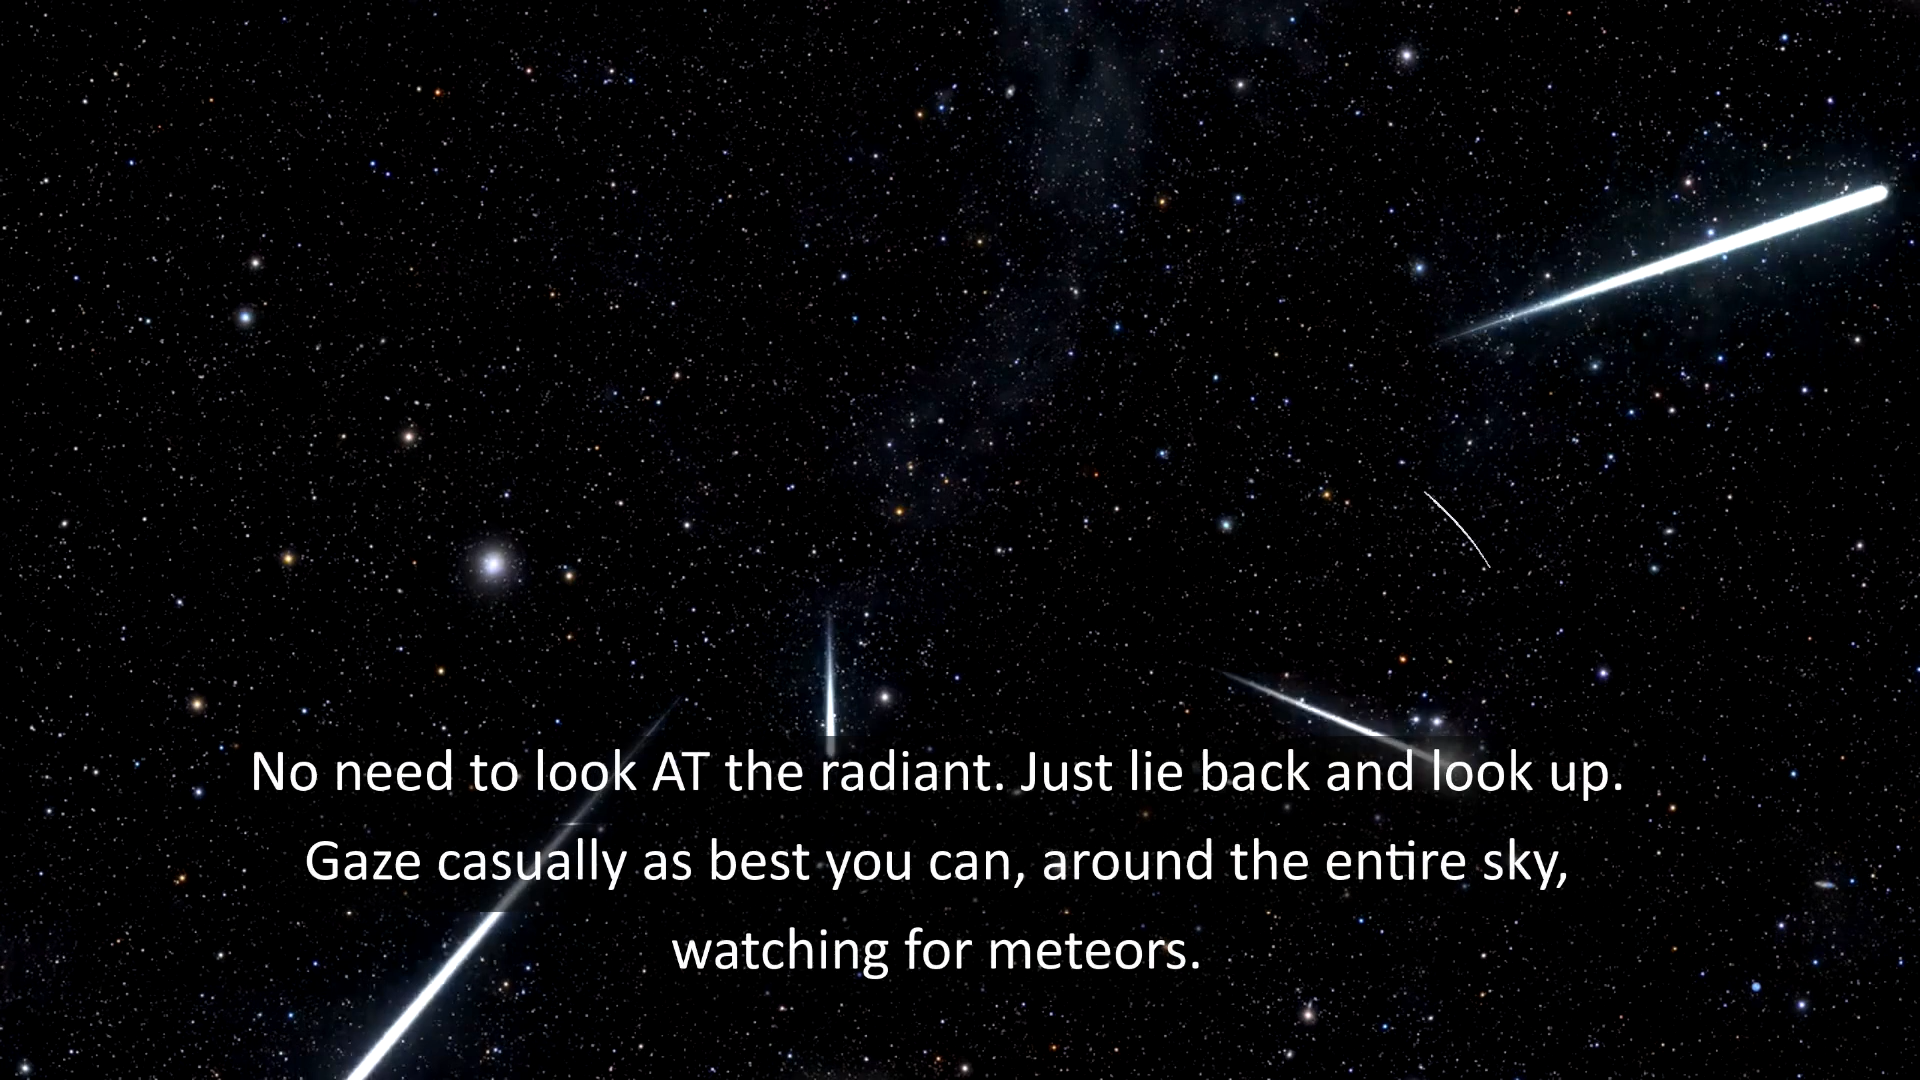 No need to look AT the radiant. Just lie back and look up.
Gaze casually as best you can, around the entire sky,
watching for meteors.